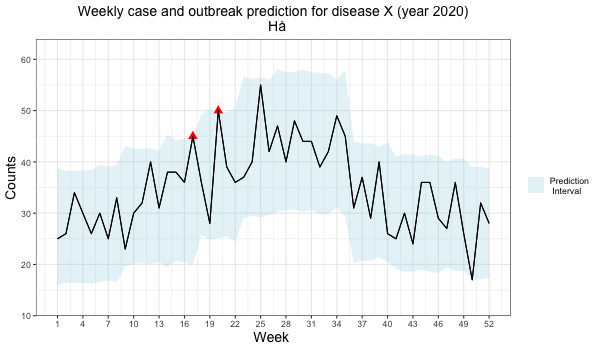 Weekly case and outbreak prediction for disease X (year 2020)
Hå
Counts
60
50
40
30
20
10
1 4 7 10 13 16 19 22 25 28 31 34 37 40 43 46 49 52
Week
Prediction
Interval